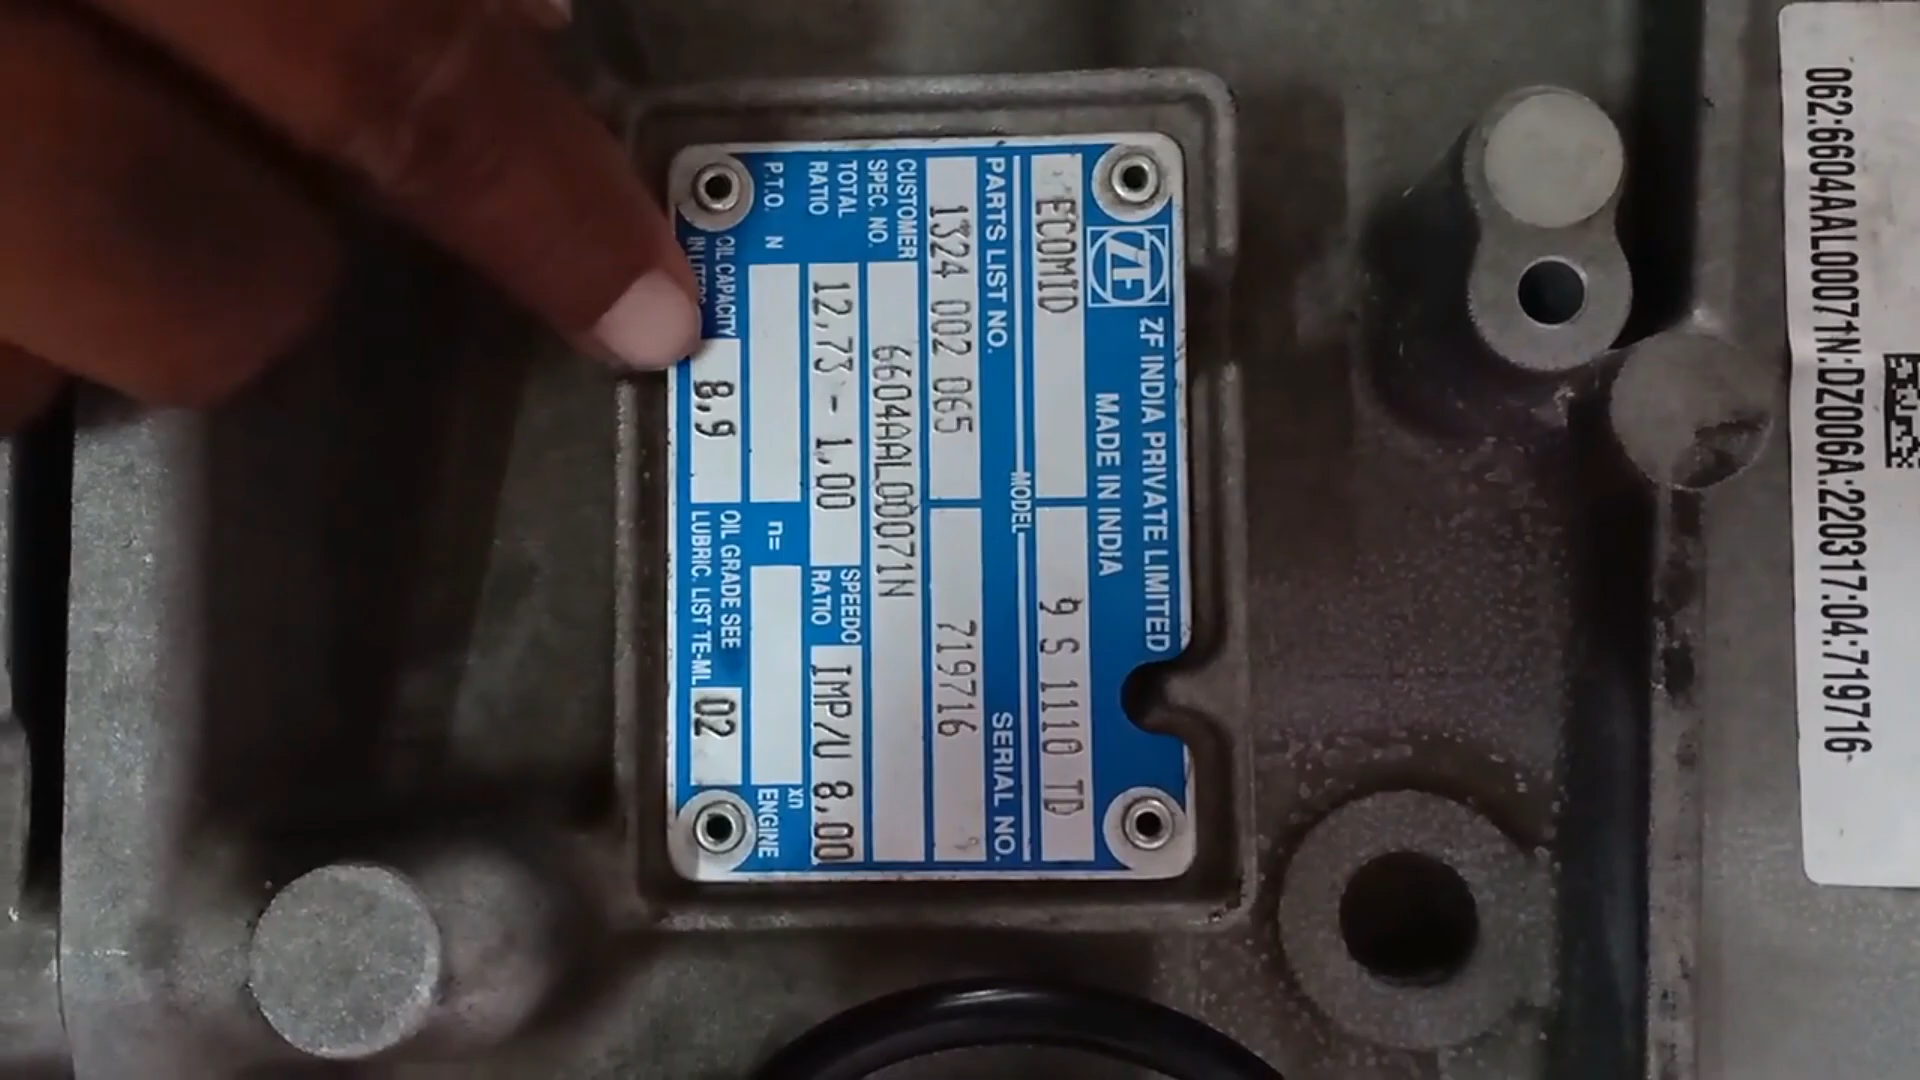 ZF
ZF INDIA PRIVATE LIMITED
MADE IN INDIA
ECOMID 9 S 1110 TD
MODEL
PARTS LIST NO. SERIAL NO.
1324 002 065 719716
CUSTOMER
SPEC. NO. 6604AAL00071N
TOTAL
RATIO 12,73 - 1,00 SPEEDO
RATIO IMP/U 8,00
P.T.O. N n= xn
ENGINE
OIL CAPACITY
IN LITERS 8,9 OIL GRADE SEE
LUBRIC. LIST TE-ML 02
062:6604AAL00071N:DZ006A:220317:04:719716